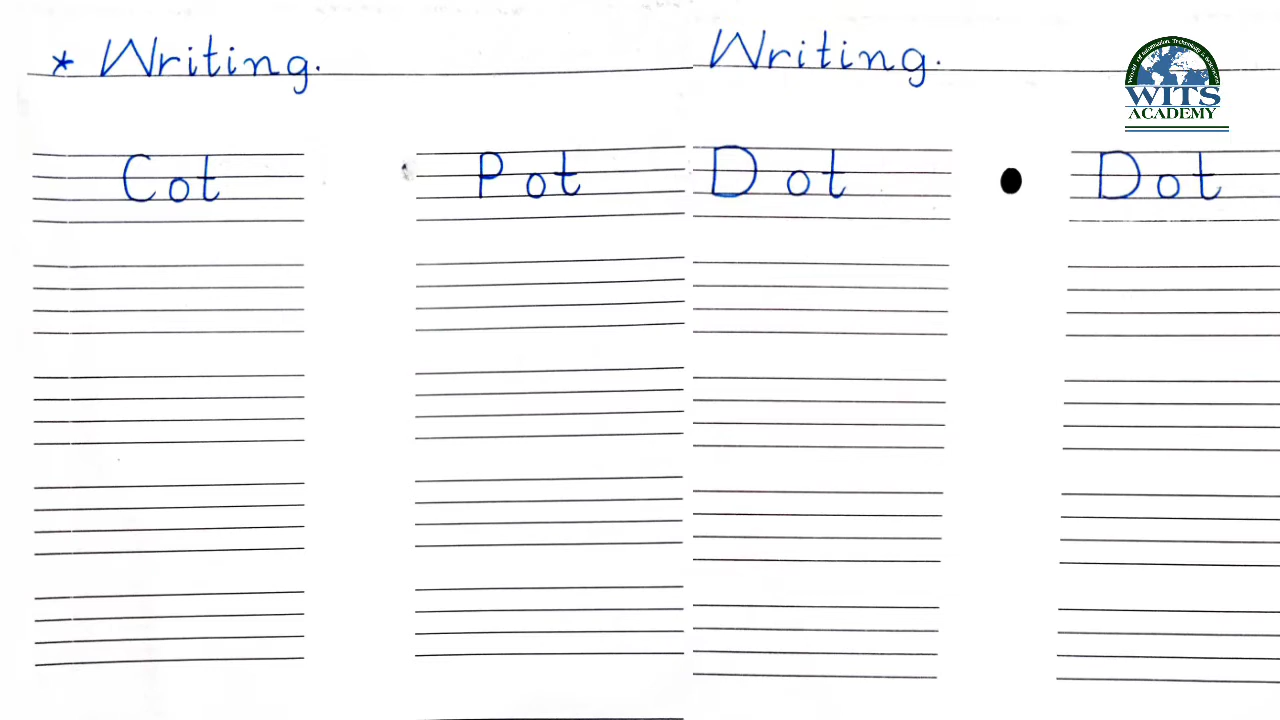 * Writing.
Cot
Pot
Writing.
Dot
Dot
WITS
ACADEMY